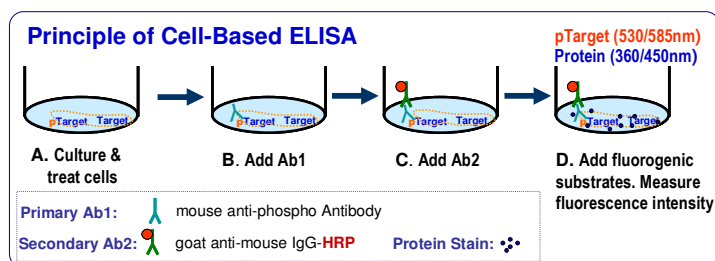 Principle of Cell-Based ELISA
pTarget (530/585nm)
Protein (360/450nm)
pTarget Target
pTarget Target
pTarget Target
pTarget Target
A. Culture &
treat cells
B. Add Ab1
C. Add Ab2
D. Add fluorogenic
substrates. Measure
fluorescence intensity
Primary Ab1: mouse anti-phospho Antibody
Secondary Ab2: goat anti-mouse IgG-HRP Protein Stain: